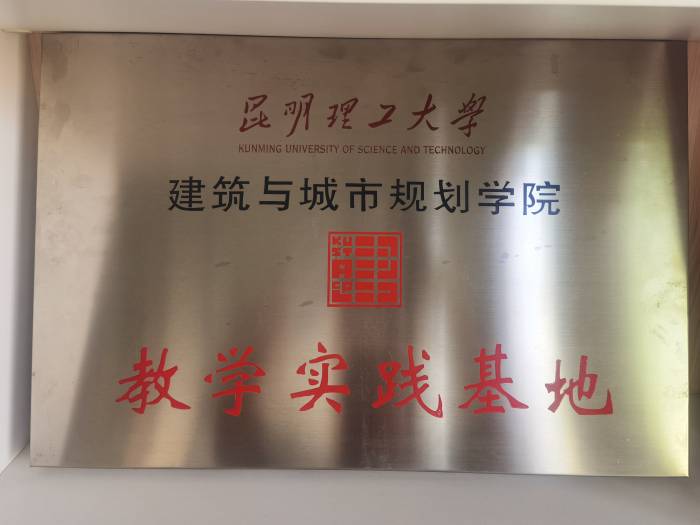 昆明理工大學
KUNMING UNIVERSITY OF SCIENCE AND TECHNOLOGY
建筑与城市规划学院
教学实践基地